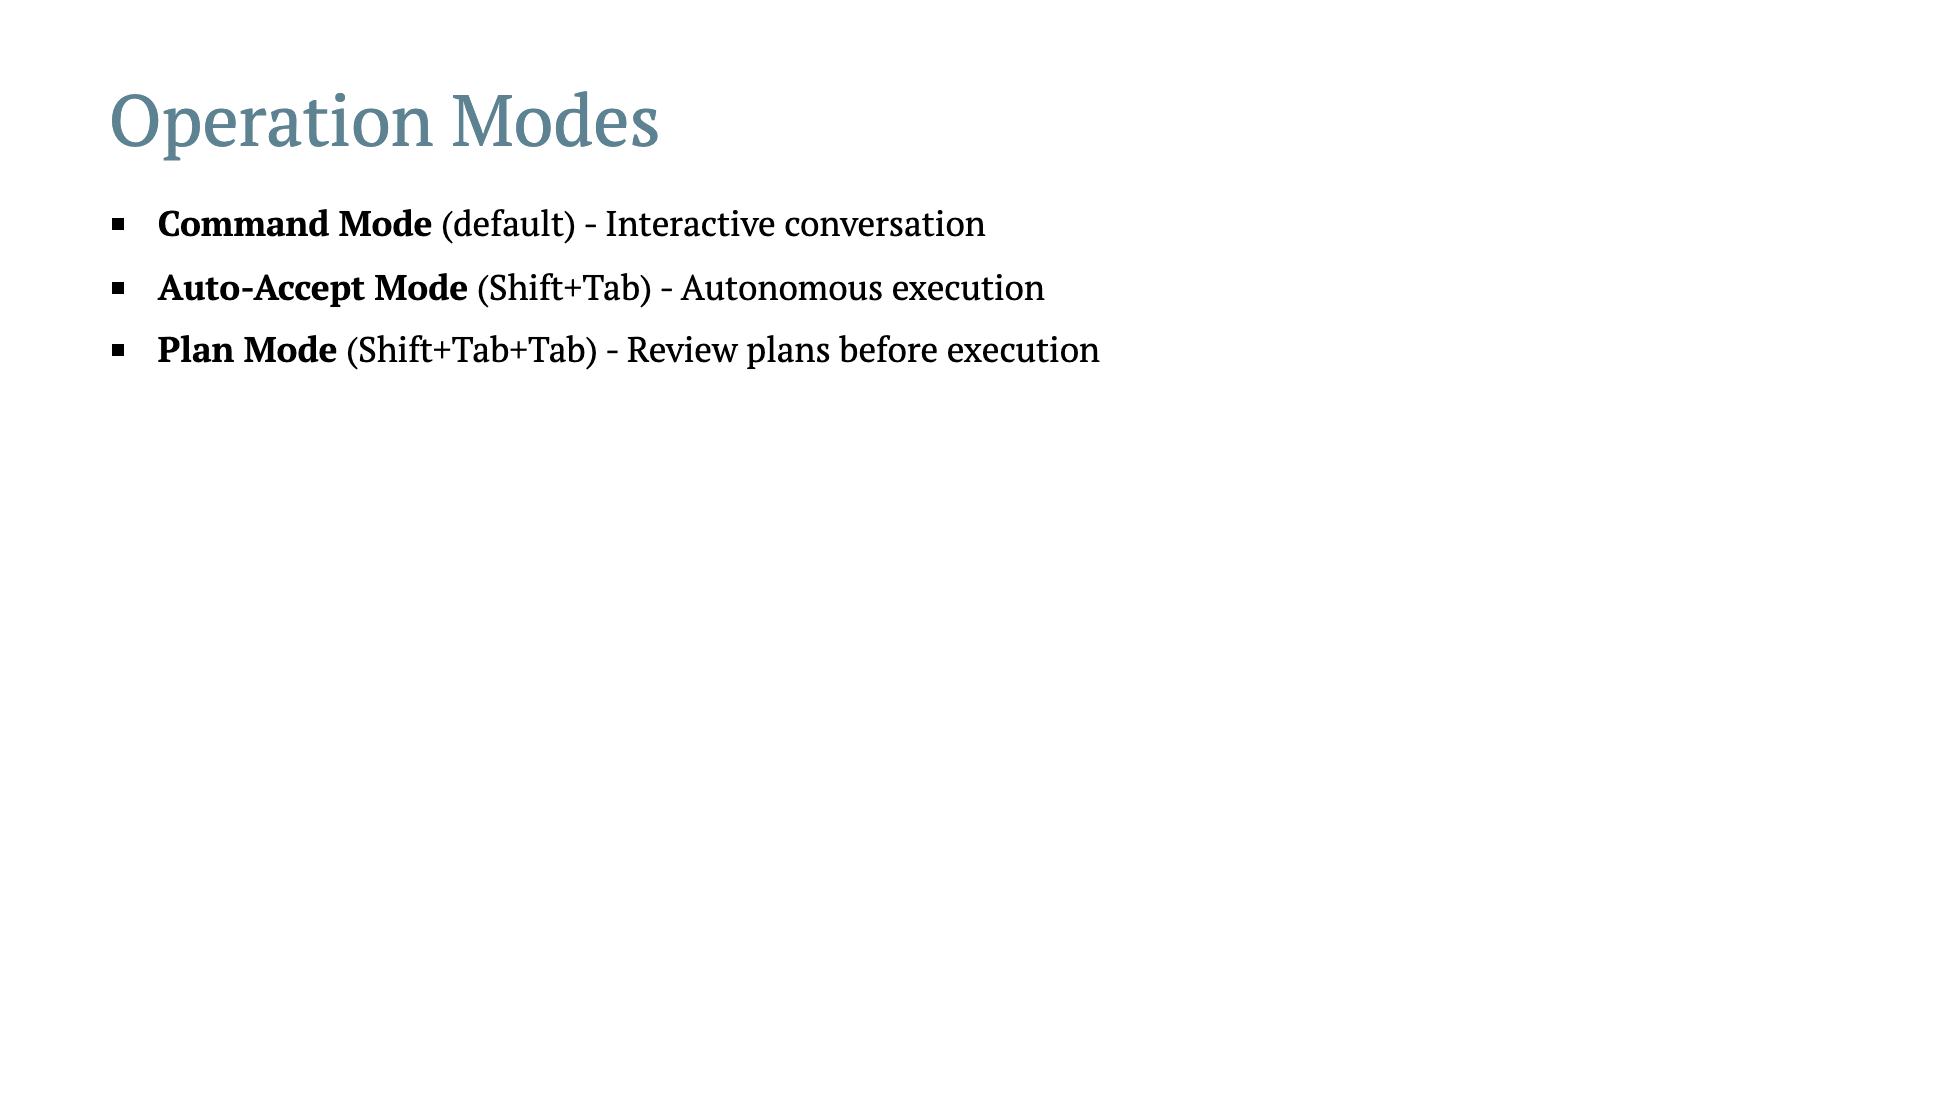 Operation Modes
▪ Command Mode (default) - Interactive conversation
▪ Auto-Accept Mode (Shift+Tab) - Autonomous execution
▪ Plan Mode (Shift+Tab+Tab) - Review plans before execution